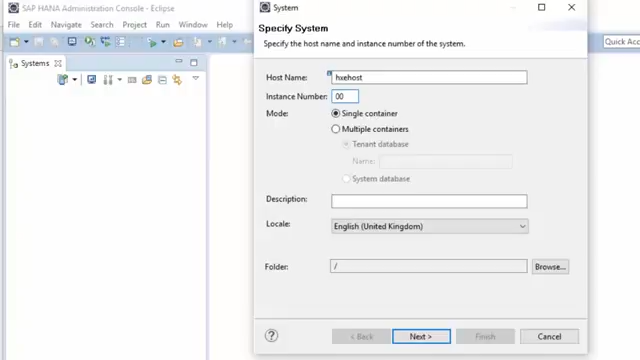 SAP HANA Administration Console - Eclipse
File Edit Navigate Search Project Run Window Help
Quick Acce
Systems
System
Specify System
Specify the host name and instance number of the system.
Host Name: hxehost
Instance Number: 00
Mode: Single container
Multiple containers
Tenant database
Name:
System database
Description:
Locale: English (United Kingdom)
Folder: / Browse...
? < Back Next > Finish Cancel